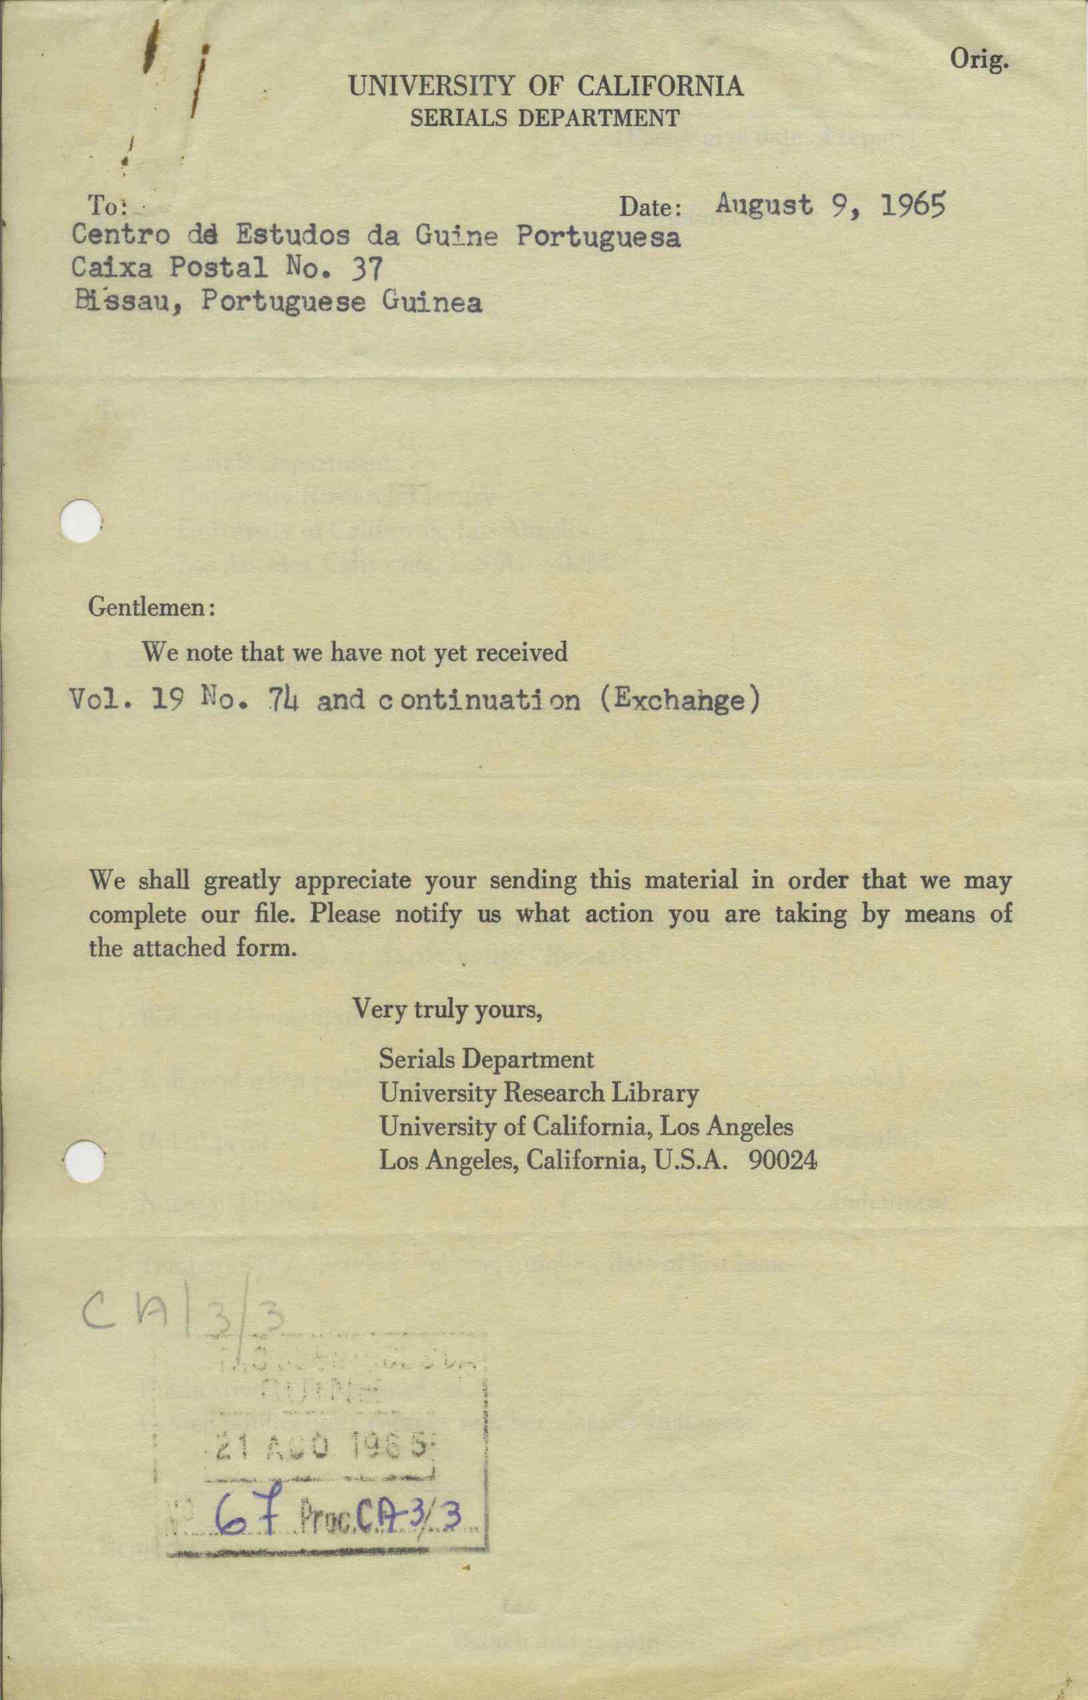 Orig.
UNIVERSITY OF CALIFORNIA
SERIALS DEPARTMENT
To:
Date: August 9, 1965
Centro de Estudos da Guine Portuguesa
Caixa Postal No. 37
Bissau, Portuguese Guinea
Gentlemen:
We note that we have not yet received
Vol. 19 No. 74 and continuation (Exchange)
We shall greatly appreciate your sending this material in order that we may
complete our file. Please notify us what action you are taking by means of
the attached form.
Very truly yours,
Serials Department
University Research Library
University of California, Los Angeles
Los Angeles, California, U.S.A. 90024
CA/3/3
21 AGO 1965
Nº 67 Proc. CA-3/3